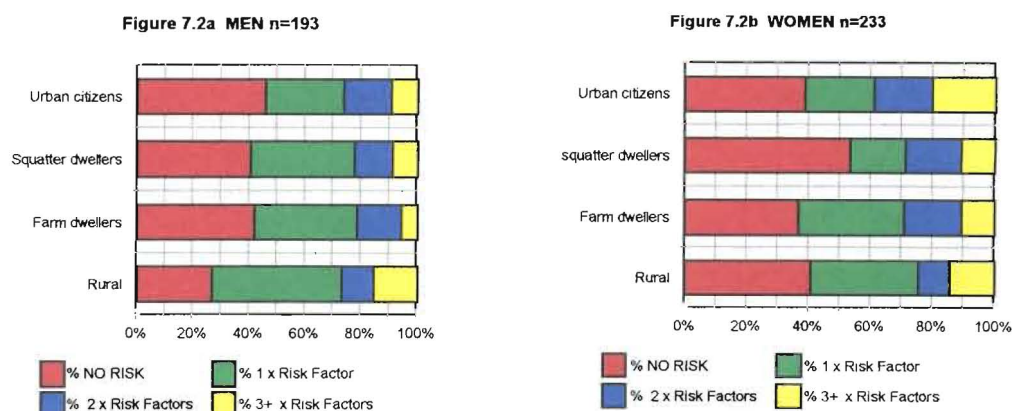 Figure 7.2a MEN n=193
Urban citizens
Squatter dwellers
Farm dwellers
Rural
0% 20% 40% 60% 80% 100%
% NO RISK
% 1 x Risk Factor
% 2 x Risk Factors
% 3+ x Risk Factors
Figure 7.2b WOMEN n=233
Urban citizens
squatter dwellers
Farm dwellers
Rural
0% 20% 40% 60% 80% 100%
% NO RISK
% 1 x Risk Factor
% 2 x Risk Factors
% 3+ x Risk Factors